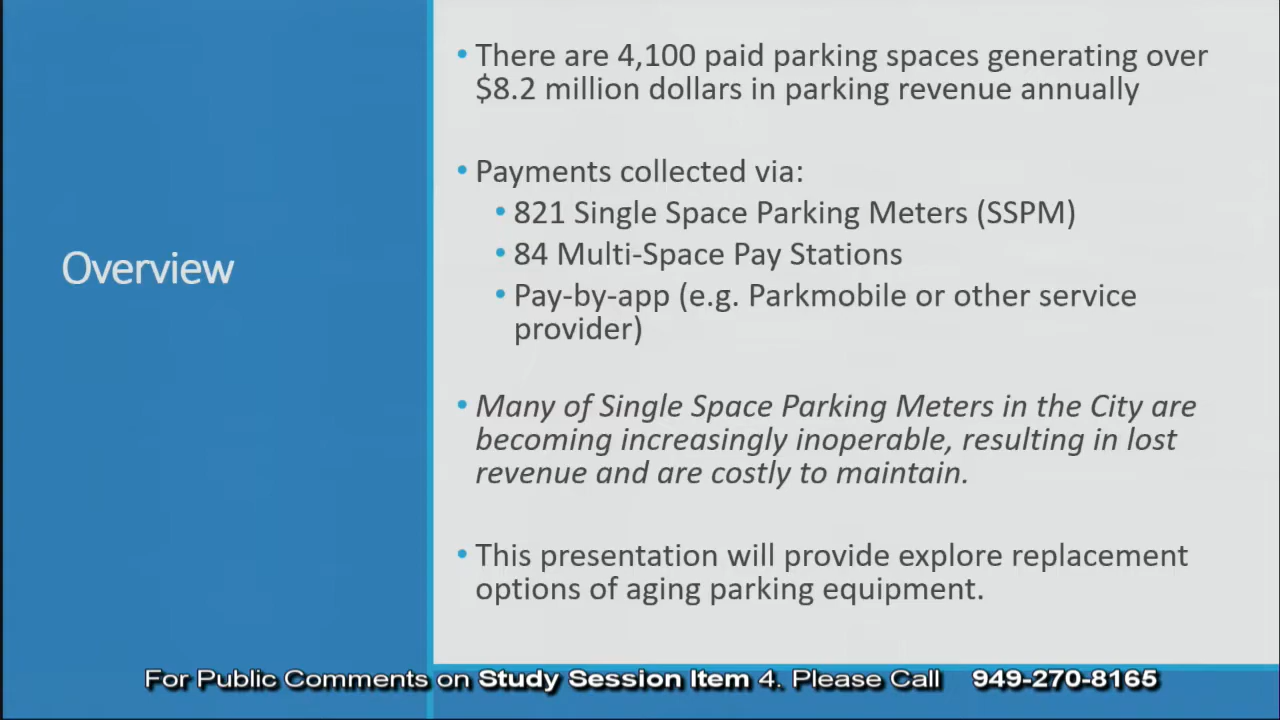 Overview
• There are 4,100 paid parking spaces generating over
$8.2 million dollars in parking revenue annually
• Payments collected via:
• 821 Single Space Parking Meters (SSPM)
• 84 Multi-Space Pay Stations
• Pay-by-app (e.g. Parkmobile or other service
provider)
• Many of Single Space Parking Meters in the City are
becoming increasingly inoperable, resulting in lost
revenue and are costly to maintain.
• This presentation will provide explore replacement
options of aging parking equipment.
For Public Comments on Study Session Item 4. Please Call 949-270-8165